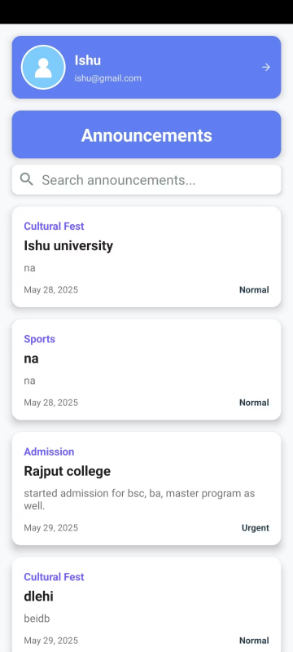 Ishu
ishu@gmail.com
Announcements
Search announcements...
Cultural Fest
Ishu university
na
May 28, 2025 Normal
Sports
na
na
May 28, 2025 Normal
Admission
Rajput college
started admission for bsc, ba, master program as
well.
May 29, 2025 Urgent
Cultural Fest
dlehi
beidb
May 29, 2025 Normal